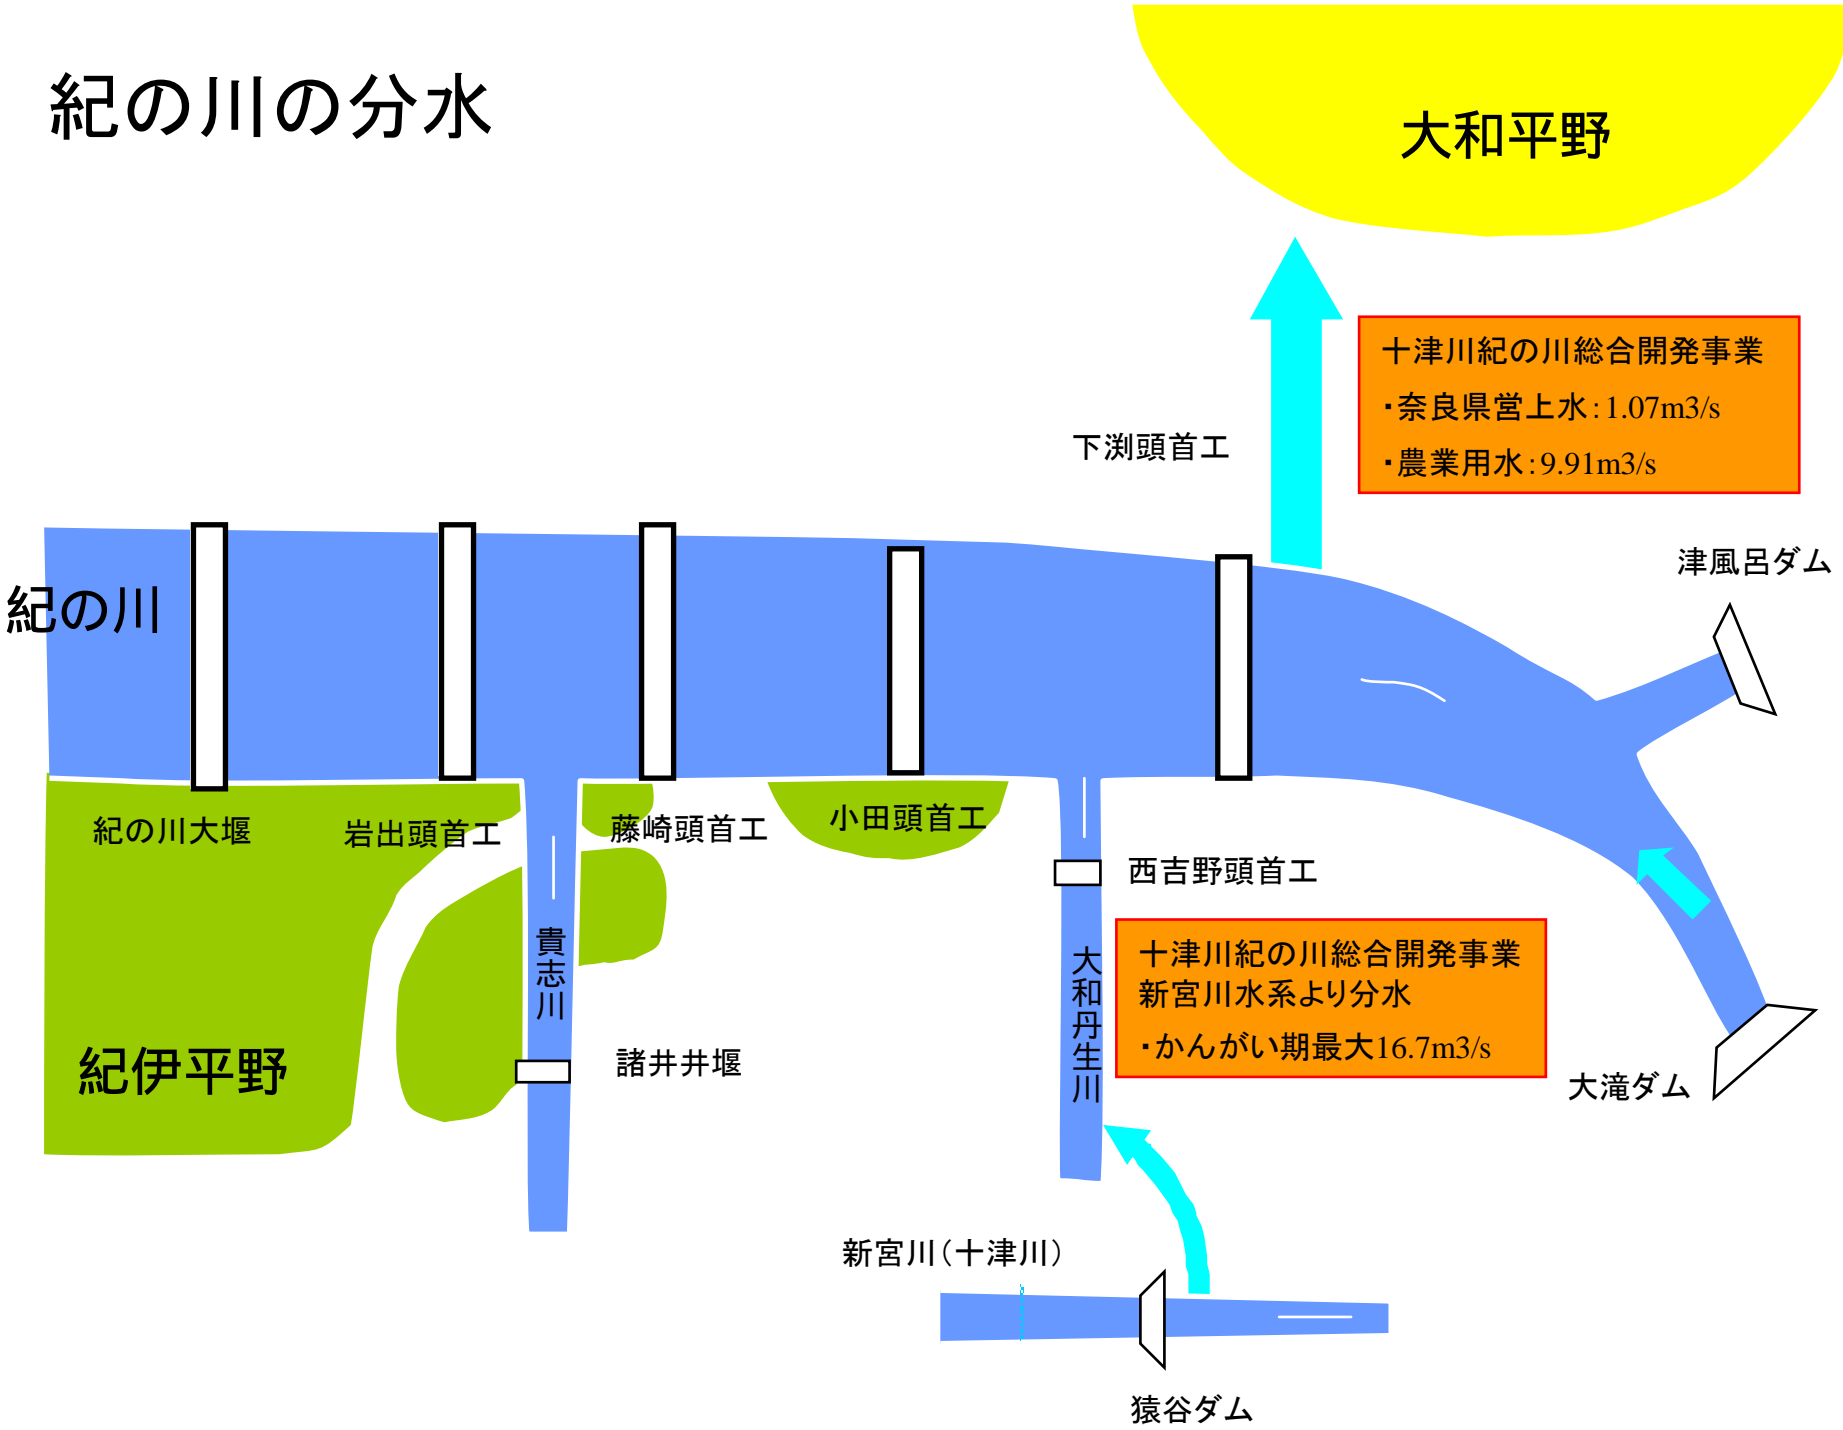 紀の川の分水
大和平野
十津川紀の川総合開発事業
・奈良県営上水：1.07m3/s
・農業用水：9.91m3/s
下渕頭首工
津風呂ダム
紀の川
紀の川大堰
岩出頭首工
藤崎頭首工
小田頭首工
西吉野頭首工
貴志川
大和丹生川
十津川紀の川総合開発事業
新宮川水系より分水
・かんがい期最大16.7m3/s
紀伊平野
諸井井堰
大滝ダム
新宮川（十津川）
猿谷ダム